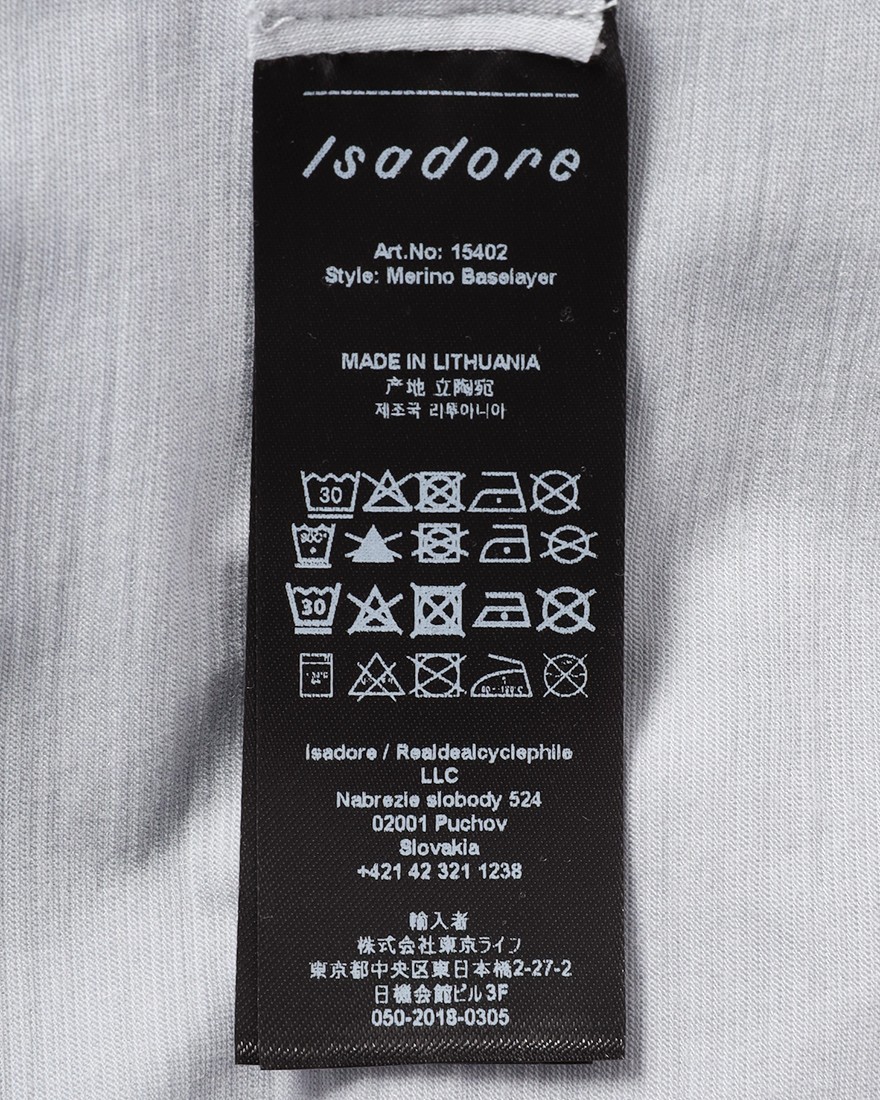 Isadore
Art.No: 15402
Style: Merino Baselayer
MADE IN LITHUANIA
产地 立陶宛
제조국 리투아니아
30
30
Isadore / Realdealcyclephile
LLC
Nabrezie slobody 524
02001 Puchov
Slovakia
+421 42 321 1238
輸入者
株式会社東京ライフ
東京都中央区東日本橋2-27-2
日機会館ビル3F
050-2018-0305